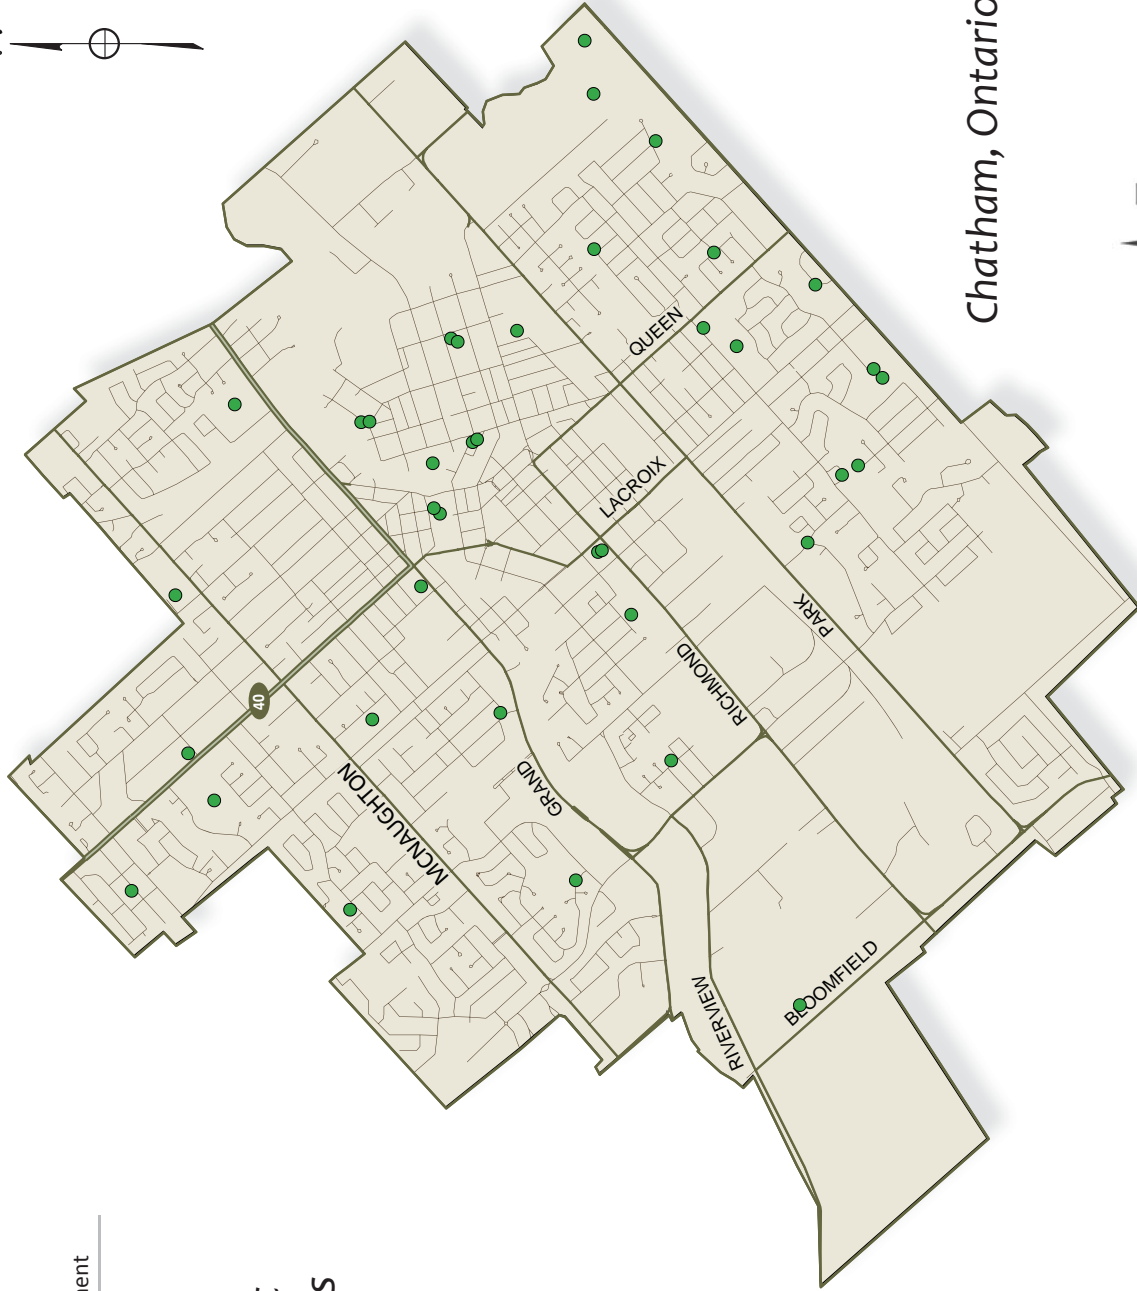 40
MCNAUGHTON
GRAND
QUEEN
LACROIX
PARK
RICHMOND
RIVERVIEW
BLOOMFIELD
Chatham, Ontario